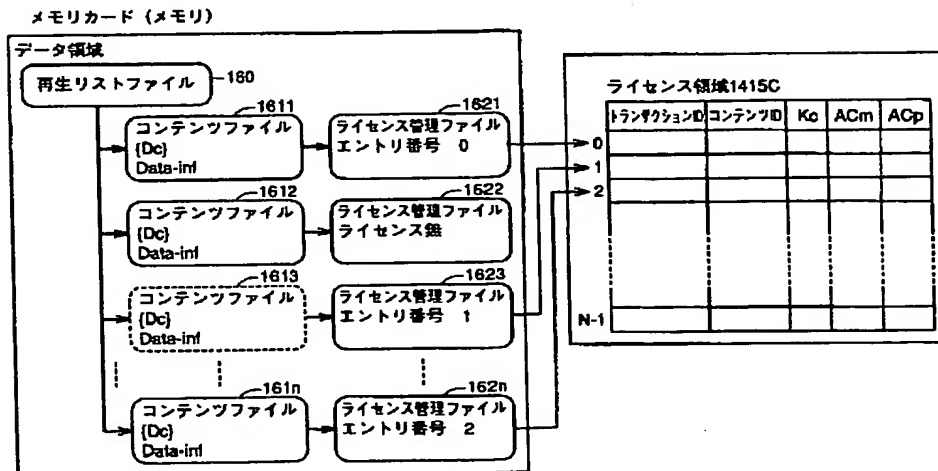 メモリカード (メモリ)
データ領域
再生リストファイル
160
1611
コンテンツファイル
{Dc}
Data-inf
1621
ライセンス管理ファイル
エントリ番号 0
1612
コンテンツファイル
{Dc}
Data-inf
1622
ライセンス管理ファイル
ライセンス無
1613
コンテンツファイル
{Dc}
Data-inf
1623
ライセンス管理ファイル
エントリ番号 1
161n
コンテンツファイル
{Dc}
Data-inf
162n
ライセンス管理ファイル
エントリ番号 2
ライセンス領域1415C
トランザクションID コンテンツID Kc ACm ACp
0
1
2
N-1